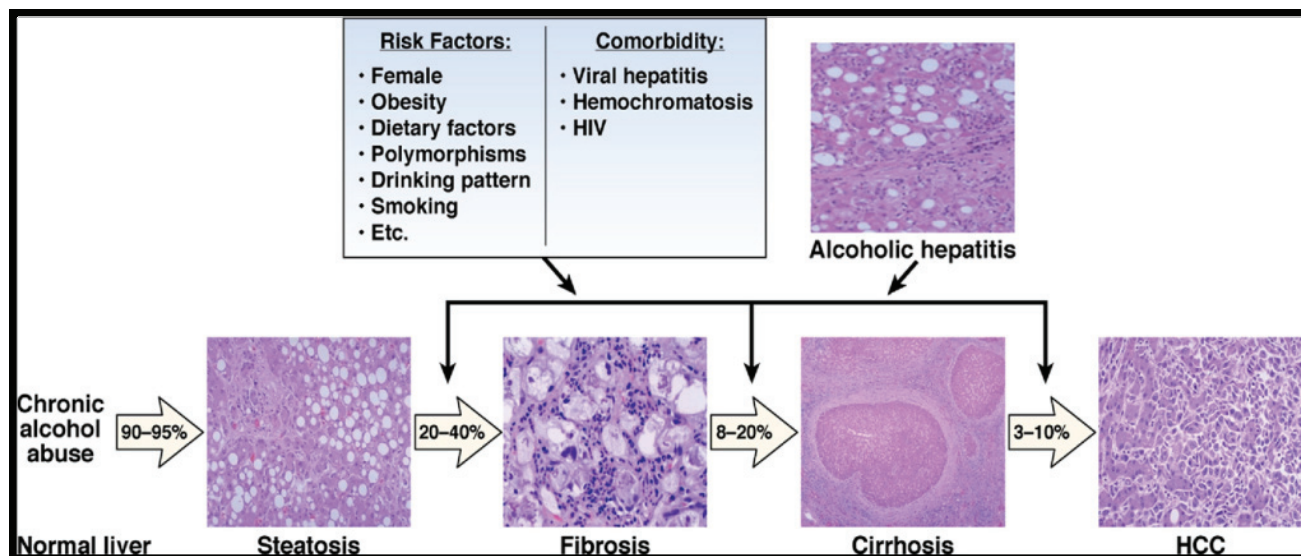 Risk Factors:
· Female
· Obesity
· Dietary factors
· Polymorphisms
· Drinking pattern
· Smoking
· Etc.
Comorbidity:
· Viral hepatitis
· Hemochromatosis
· HIV
Alcoholic hepatitis
Chronic
alcohol
abuse
90–95%
20–40%
8–20%
3–10%
Normal liver
Steatosis
Fibrosis
Cirrhosis
HCC